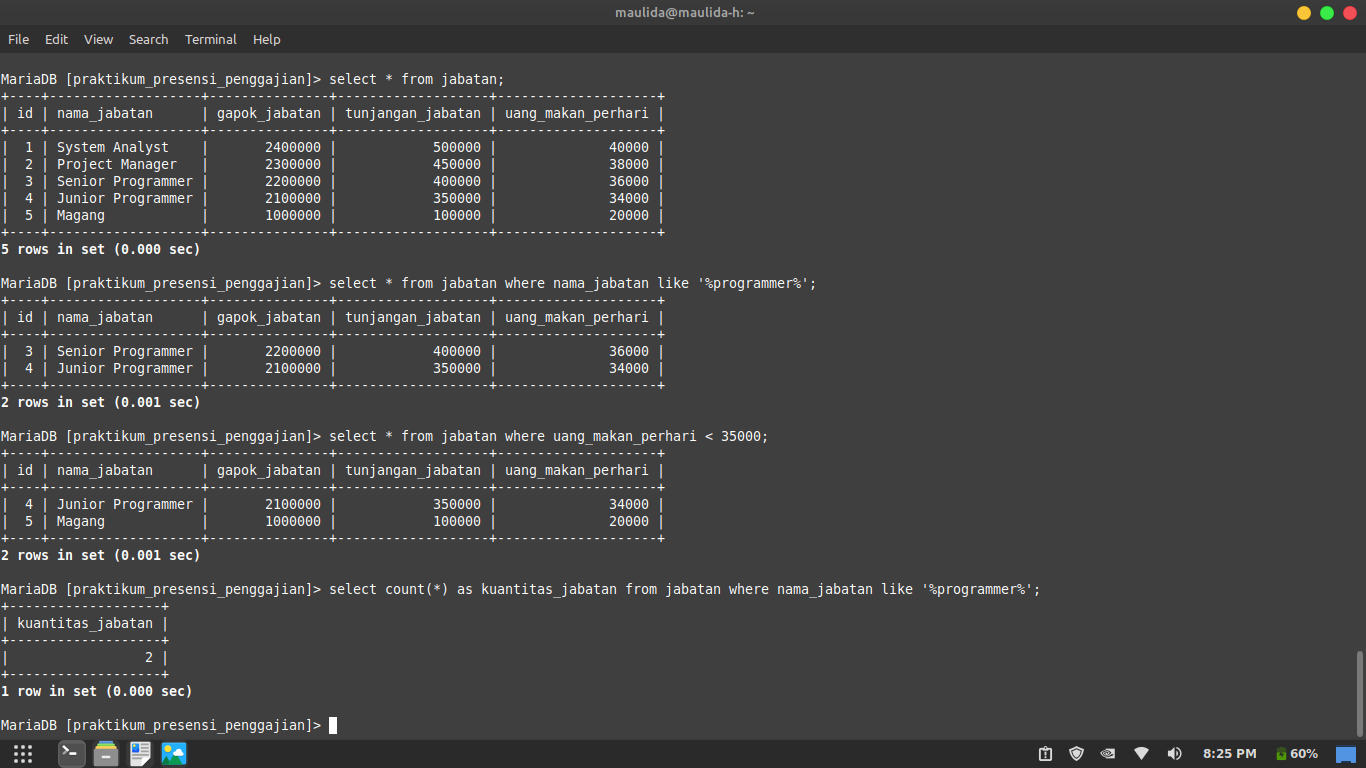 maulida@maulida-h: ~
File Edit View Search Terminal Help
MariaDB [praktikum_presensi_penggajian]> select * from jabatan;
+----+-------------------+---------------+-------------------+--------------------+
| id | nama_jabatan      | gapok_jabatan | tunjangan_jabatan | uang_makan_perhari |
+----+-------------------+---------------+-------------------+--------------------+
|  1 | System Analyst    |       2400000 |            500000 |              40000 |
|  2 | Project Manager   |       2300000 |            450000 |              38000 |
|  3 | Senior Programmer |       2200000 |            400000 |              36000 |
|  4 | Junior Programmer |       2100000 |            350000 |              34000 |
|  5 | Magang            |       1000000 |            100000 |              20000 |
+----+-------------------+---------------+-------------------+--------------------+
5 rows in set (0.000 sec)
MariaDB [praktikum_presensi_penggajian]> select * from jabatan where nama_jabatan like '%programmer%';
+----+-------------------+---------------+-------------------+--------------------+
| id | nama_jabatan      | gapok_jabatan | tunjangan_jabatan | uang_makan_perhari |
+----+-------------------+---------------+-------------------+--------------------+
|  3 | Senior Programmer |       2200000 |            400000 |              36000 |
|  4 | Junior Programmer |       2100000 |            350000 |              34000 |
+----+-------------------+---------------+-------------------+--------------------+
2 rows in set (0.001 sec)
MariaDB [praktikum_presensi_penggajian]> select * from jabatan where uang_makan_perhari < 35000;
+----+-------------------+---------------+-------------------+--------------------+
| id | nama_jabatan      | gapok_jabatan | tunjangan_jabatan | uang_makan_perhari |
+----+-------------------+---------------+-------------------+--------------------+
|  4 | Junior Programmer |       2100000 |            350000 |              34000 |
|  5 | Magang            |       1000000 |            100000 |              20000 |
+----+-------------------+---------------+-------------------+--------------------+
2 rows in set (0.001 sec)
MariaDB [praktikum_presensi_penggajian]> select count(*) as kuantitas_jabatan from jabatan where nama_jabatan like '%programmer%';
+-------------------+
| kuantitas_jabatan |
+-------------------+
|                 2 |
+-------------------+
1 row in set (0.000 sec)
MariaDB [praktikum_presensi_penggajian]>
8:25 PM 60%